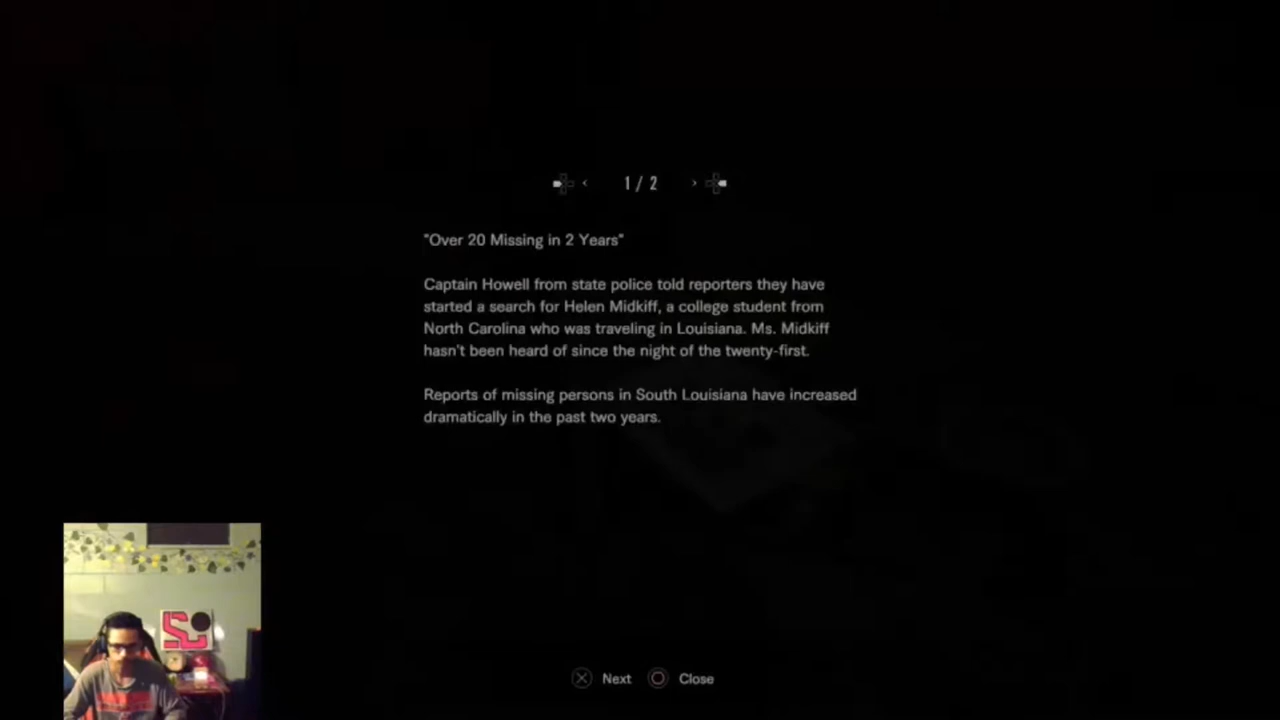 1 / 2
"Over 20 Missing in 2 Years"
Captain Howell from state police told reporters they have
started a search for Helen Midkiff, a college student from
North Carolina who was traveling in Louisiana. Ms. Midkiff
hasn't been heard of since the night of the twenty-first.
Reports of missing persons in South Louisiana have increased
dramatically in the past two years.
Next Close